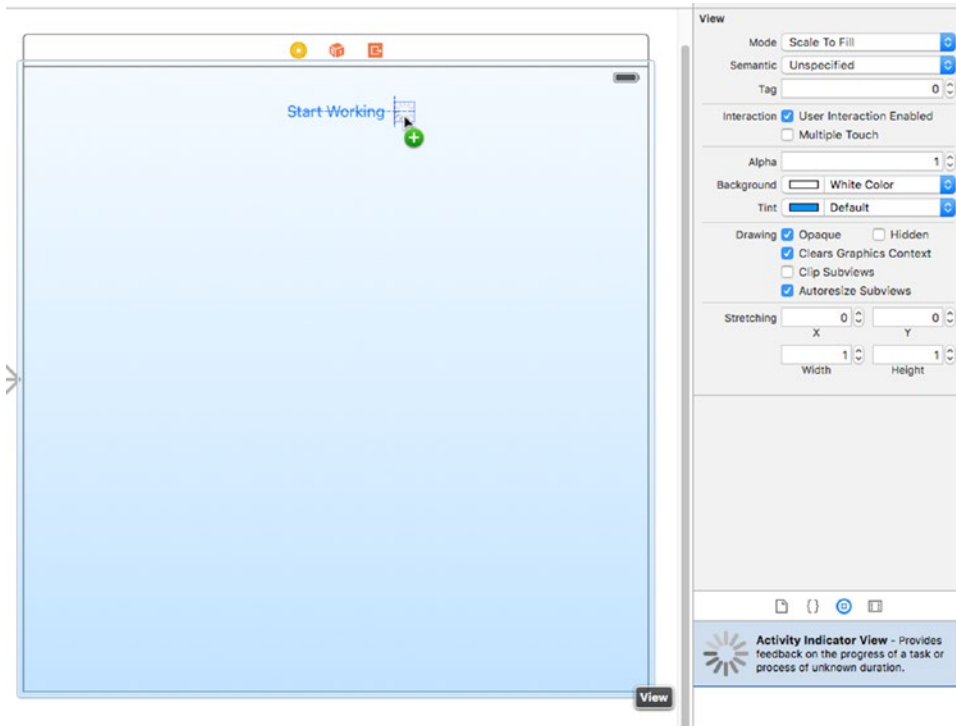 View
Mode Scale To Fill
Semantic Unspecified
Tag 0
Interaction User Interaction Enabled
Multiple Touch
Alpha 1
Background White Color
Tint Default
Drawing Opaque Hidden
Clears Graphics Context
Clip Subviews
Autoresize Subviews
Stretching 0 0
X Y
1 1
Width Height
Start Working
{}
Activity Indicator View - Provides
feedback on the progress of a task or
process of unknown duration.
View